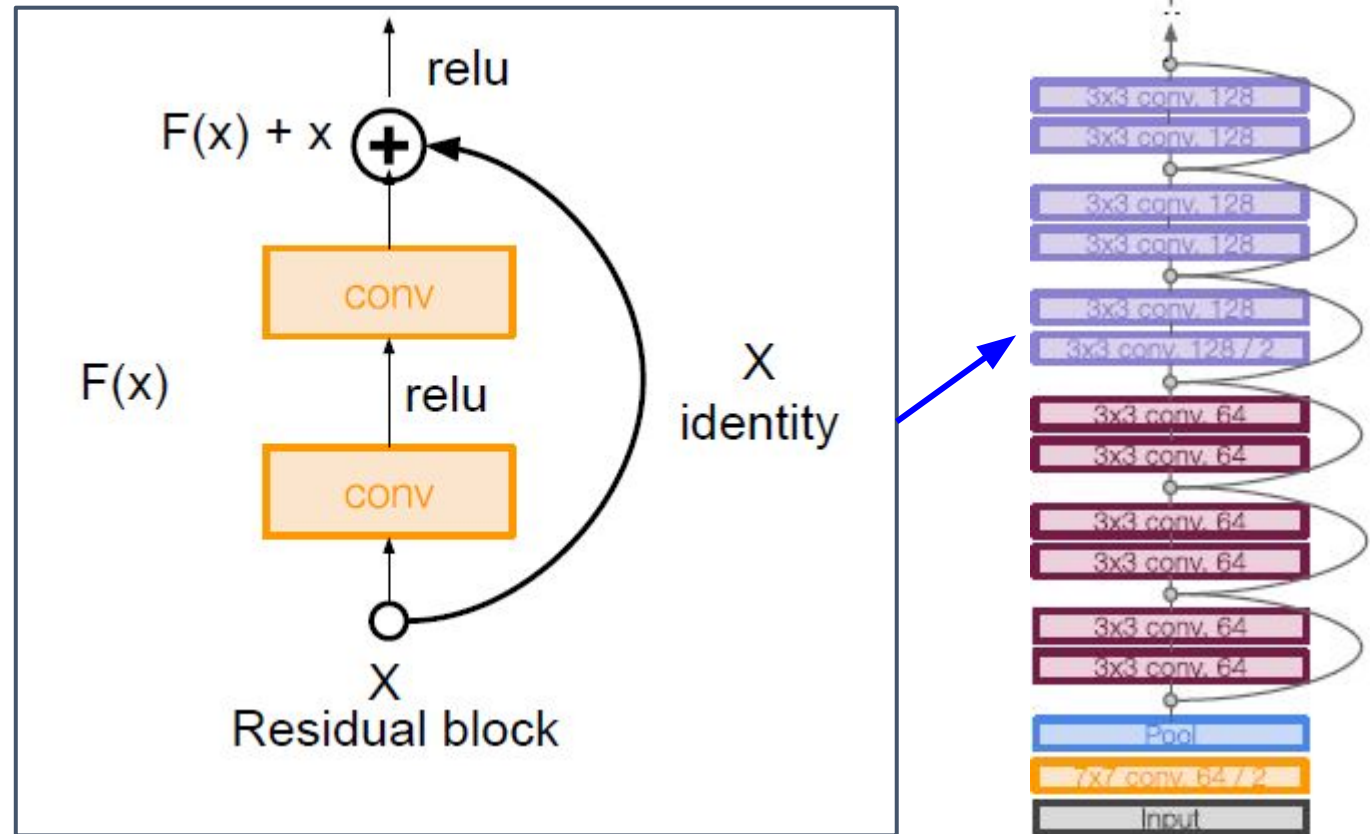 relu
F(x) + x
+
conv
F(x)
relu
X
identity
conv
X
Residual block
..
3x3 conv, 128
3x3 conv, 128
3x3 conv, 128
3x3 conv, 128
3x3 conv, 128
3x3 conv, 128 / 2
3x3 conv, 64
3x3 conv, 64
3x3 conv, 64
3x3 conv, 64
3x3 conv, 64
3x3 conv, 64
Pool
7x7 conv, 64 / 2
Input